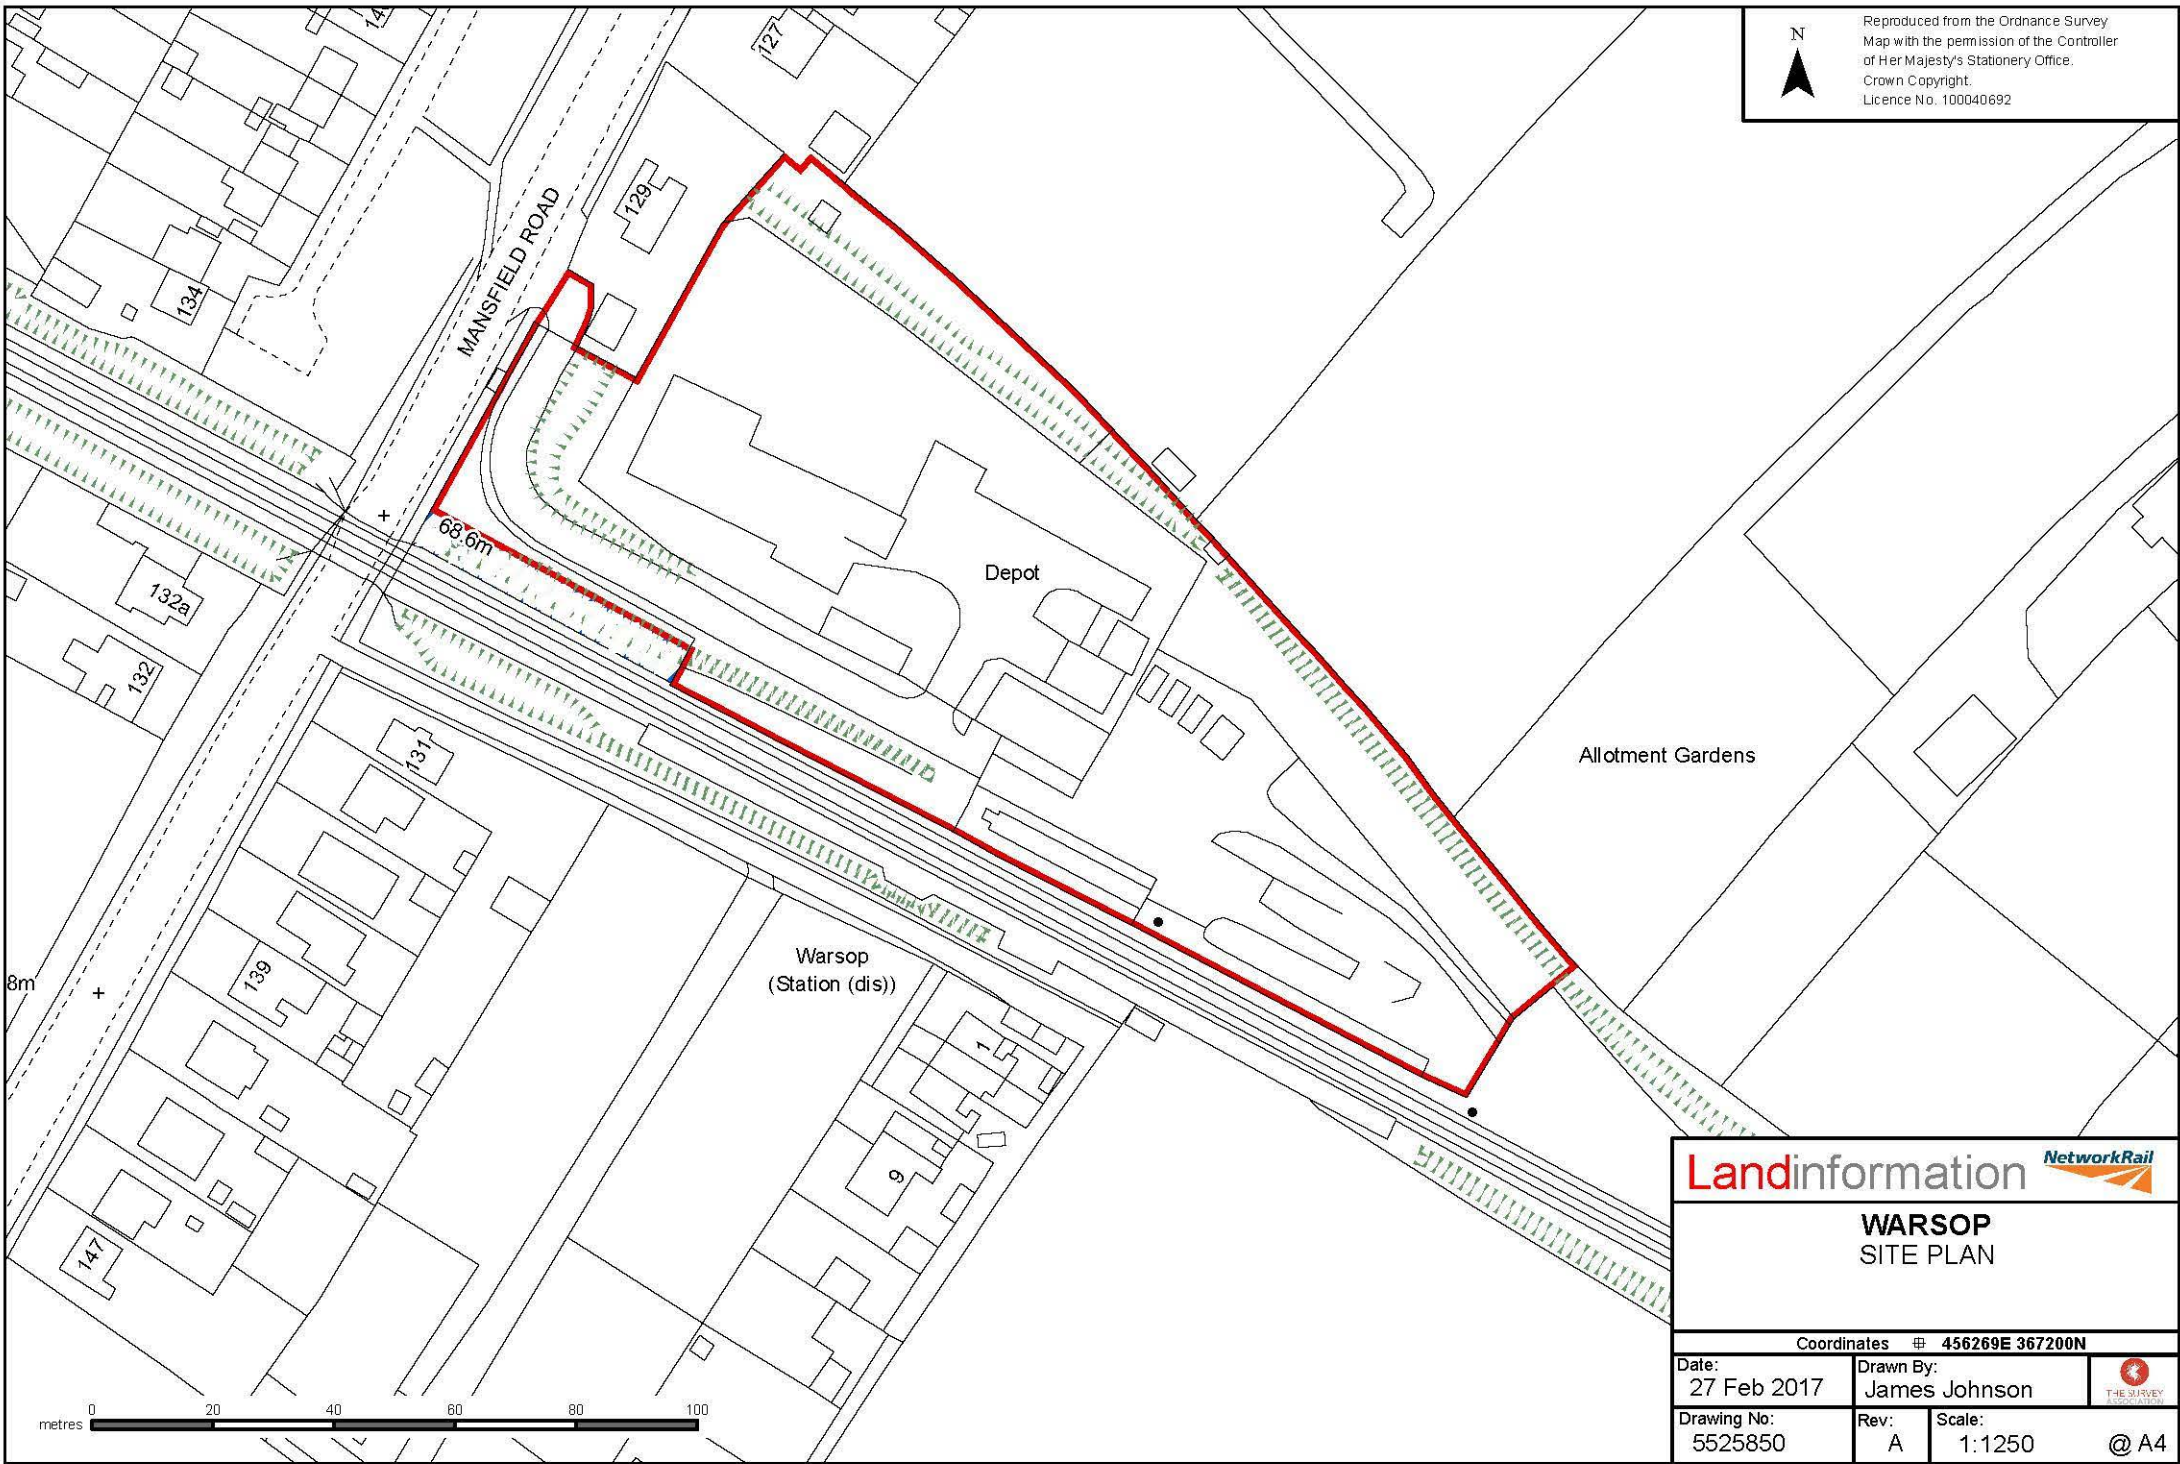 Reproduced from the Ordnance Survey
Map with the permission of the Controller
of Her Majesty's Stationery Office.
Crown Copyright.
Licence No. 100040692
N
127
129
MANSFIELD ROAD
134
68.6m
Depot
132a
132
131
Allotment Gardens
139
8m
Warsop
(Station (dis))
1
9
147
metres 0 20 40 60 80 100
Landinformation NetworkRail
WARSOP
SITE PLAN
Coordinates 456269E 367200N
Date:
27 Feb 2017
Drawn By:
James Johnson
THE SURVEY
ASSOCIATION
Drawing No:
5525850
Rev:
A
Scale:
1:1250 @ A4